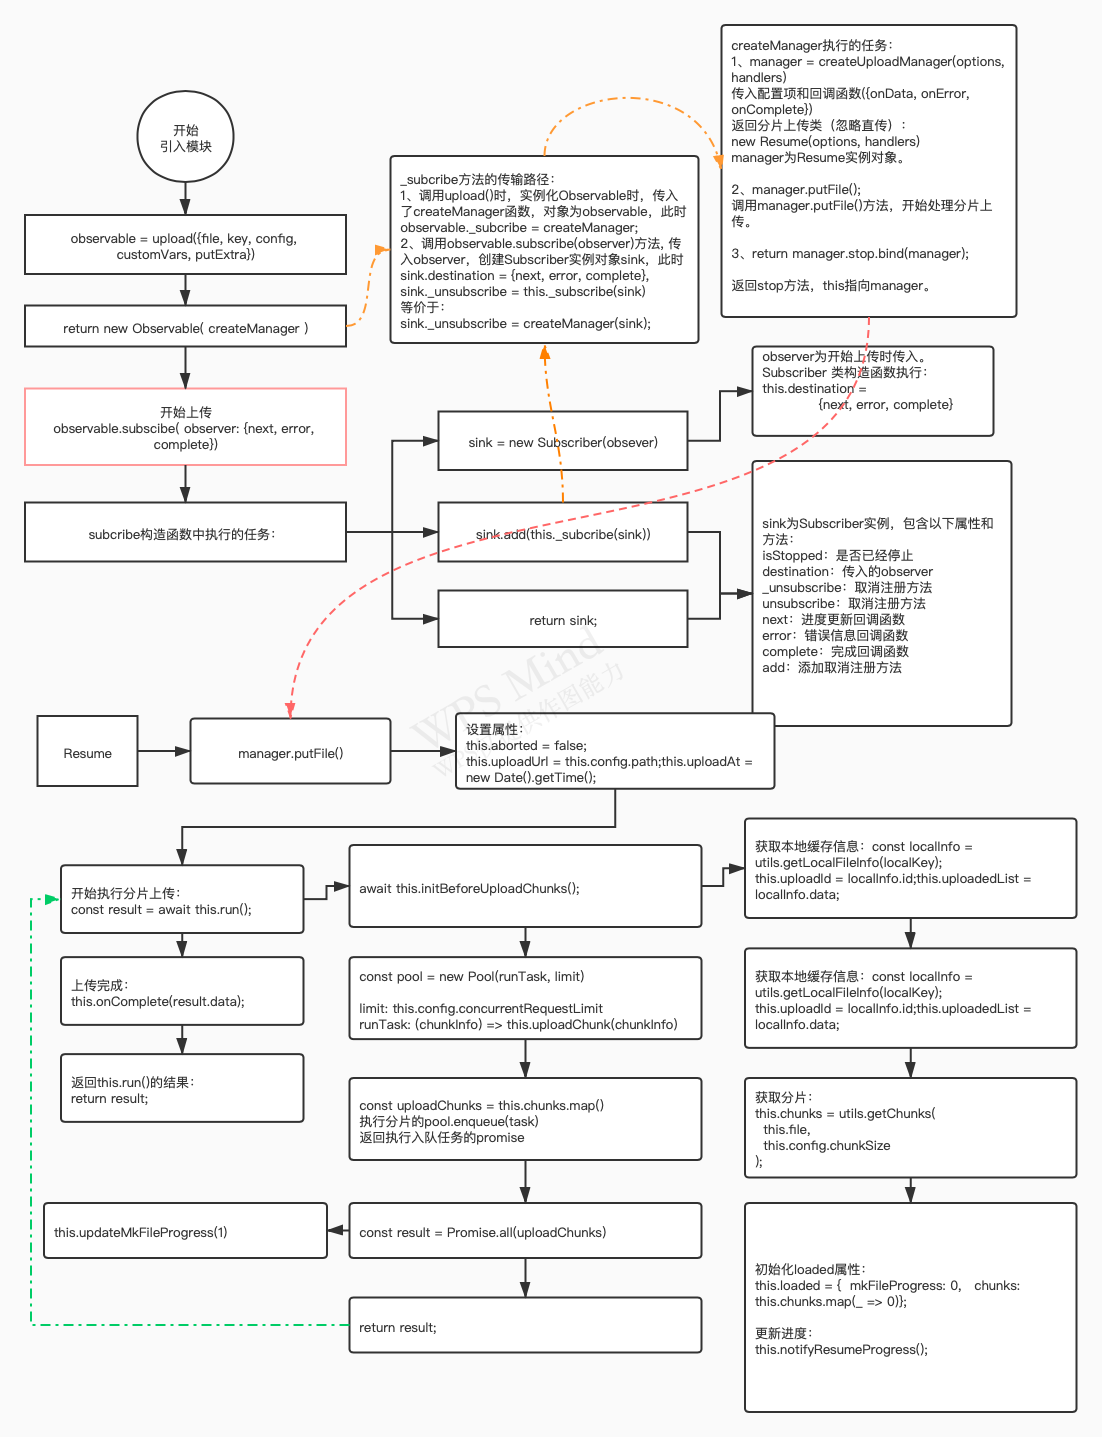 开始
引入模块
observable = upload({file, key, config,
customVars, putExtra})
return new Observable( createManager )
开始上传
observable.subscibe( observer: {next, error,
complete})
subcribe构造函数中执行的任务：
_subcribe方法的传输路径：
1、调用upload()时，实例化Observable时，传入
了createManager函数，对象为observable，此时
observable._subcribe = createManager;
2、调用observable.subscribe(observer)方法, 传
入observer，创建Subscriber实例对象sink，此时
sink.destination = {next, error, complete},
sink._unsubscribe = this._subscribe(sink)
等价于：
sink._unsubscribe = createManager(sink);
createManager执行的任务：
1、manager = createUploadManager(options,
handlers)
传入配置项和回调函数({onData, onError,
onComplete})
返回分片上传类（忽略直传）：
new Resume(options, handlers)
manager为Resume实例对象。
2、manager.putFile();
调用manager.putFile()方法，开始处理分片上
传。
3、return manager.stop.bind(manager);
返回stop方法，this指向manager。
sink = new Subscriber(obsever)
sink.add(this._subcribe(sink))
return sink;
observer为开始上传时传入。
Subscriber 类构造函数执行：
this.destination =
{next, error, complete}
sink为Subscriber实例，包含以下属性和
方法：
isStopped：是否已经停止
destination：传入的observer
_unsubscribe：取消注册方法
unsubscribe：取消注册方法
next：进度更新回调函数
error：错误信息回调函数
complete：完成回调函数
add：添加取消注册方法
WPS Mind
供作图能力
Resume
manager.putFile()
设置属性：
this.aborted = false;
this.uploadUrl = this.config.path;this.uploadAt =
new Date().getTime();
开始执行分片上传：
const result = await this.run();
上传完成：
this.onComplete(result.data);
返回this.run()的结果：
return result;
await this.initBeforeUploadChunks();
const pool = new Pool(runTask, limit)
limit: this.config.concurrentRequestLimit
runTask: (chunkInfo) => this.uploadChunk(chunkInfo)
const uploadChunks = this.chunks.map()
执行分片的pool.enqueue(task)
返回执行入队任务的promise
const result = Promise.all(uploadChunks)
this.updateMkFileProgress(1)
return result;
获取本地缓存信息：const localInfo =
utils.getLocalFileInfo(localKey);
this.uploadId = localInfo.id;this.uploadedList =
localInfo.data;
获取本地缓存信息：const localInfo =
utils.getLocalFileInfo(localKey);
this.uploadId = localInfo.id;this.uploadedList =
localInfo.data;
获取分片：
this.chunks = utils.getChunks(
this.file,
this.config.chunkSize
);
初始化loaded属性：
this.loaded = {  mkFileProgress: 0,   chunks:
this.chunks.map(_ => 0)};
更新进度：
this.notifyResumeProgress();